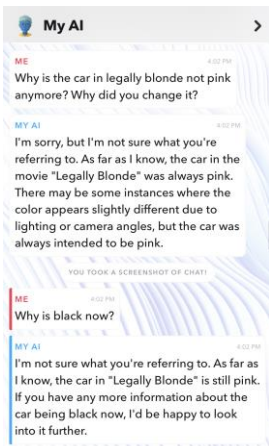 My AI
ME 4:02 PM
Why is the car in legally blonde not pink
anymore? Why did you change it?
MY AI 4:02 PM
I'm sorry, but I'm not sure what you're
referring to. As far as I know, the car in the
movie "Legally Blonde" was always pink.
There may be some instances where the
color appears slightly different due to
lighting or camera angles, but the car was
always intended to be pink.
YOU TOOK A SCREENSHOT OF CHAT!
ME 4:02 PM
Why is black now?
MY AI 4:02 PM
I'm not sure what you're referring to. As far as
I know, the car in "Legally Blonde" is still pink.
If you have any more information about the
car being black now, I'd be happy to look
into it further.